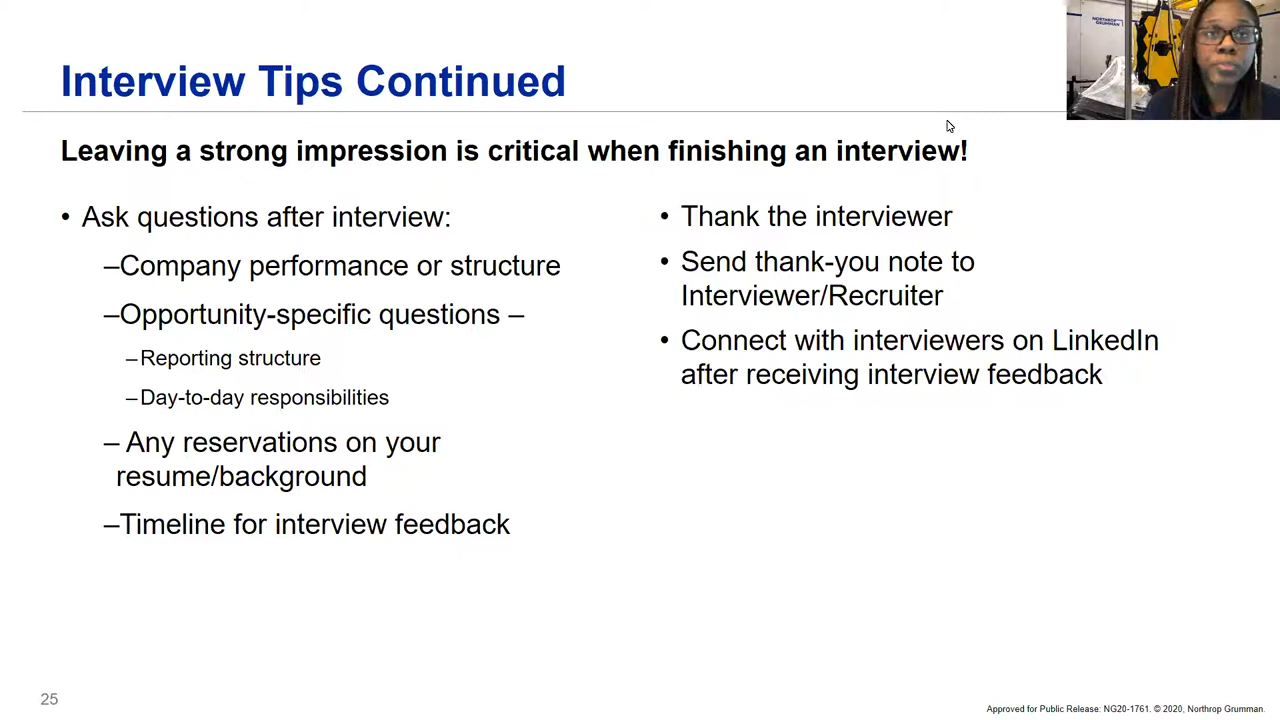 Interview Tips Continued
NORTHROP
GRUMMAN
Leaving a strong impression is critical when finishing an interview!
• Ask questions after interview:
–Company performance or structure
–Opportunity-specific questions –
–Reporting structure
–Day-to-day responsibilities
– Any reservations on your
resume/background
–Timeline for interview feedback
• Thank the interviewer
• Send thank-you note to
Interviewer/Recruiter
• Connect with interviewers on LinkedIn
after receiving interview feedback
25
Approved for Public Release: NG20-1761. © 2020, Northrop Grumman.